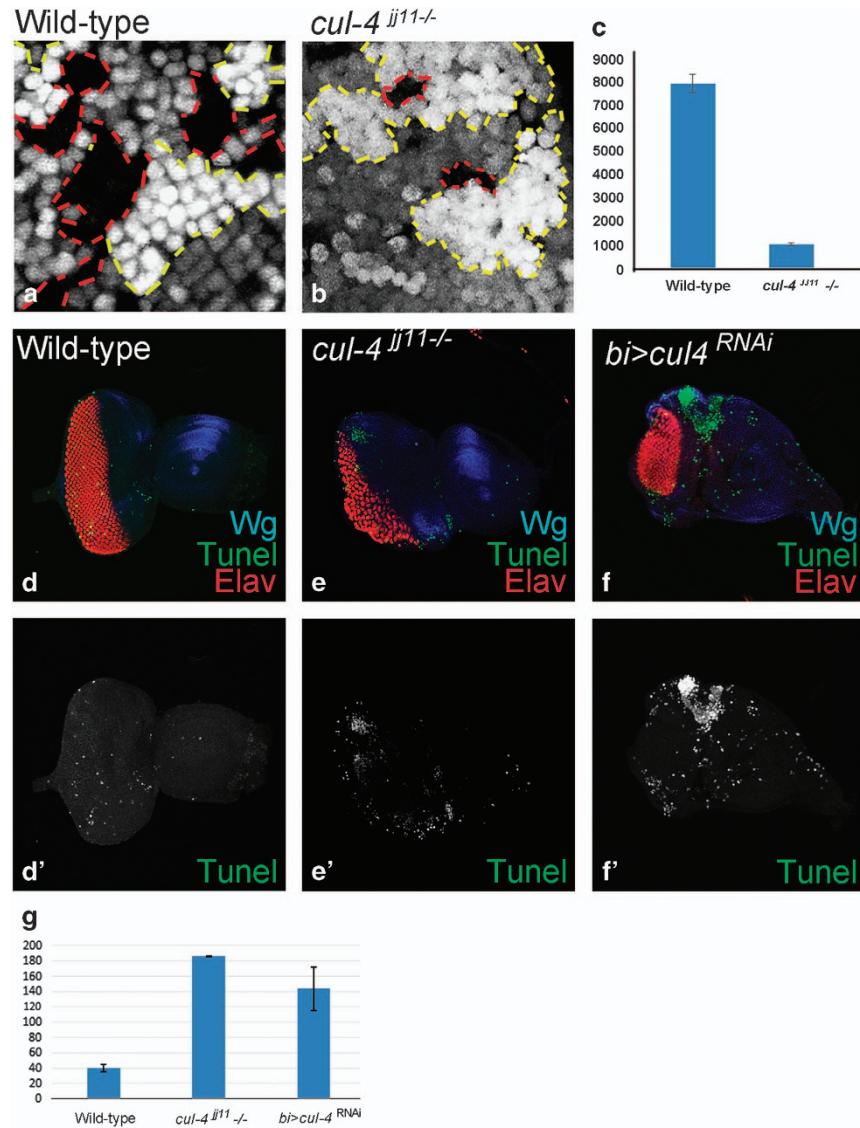 Wild-type
cul-4 jj11-/-
c
a
b
9000
8000
7000
6000
5000
4000
3000
2000
1000
0
Wild-type
cul-4 JJ11 -/-
Wild-type
cul-4 jj11-/-
bi>cul4 RNAi
Wg
Tunel
Elav
d
Wg
Tunel
Elav
e
Wg
Tunel
Elav
f
d’
Tunel
e’
Tunel
f’
Tunel
g
200
180
160
140
120
100
80
60
40
20
0
Wild-type
cul-4 jj11 -/-
bi>cul-4 RNAi